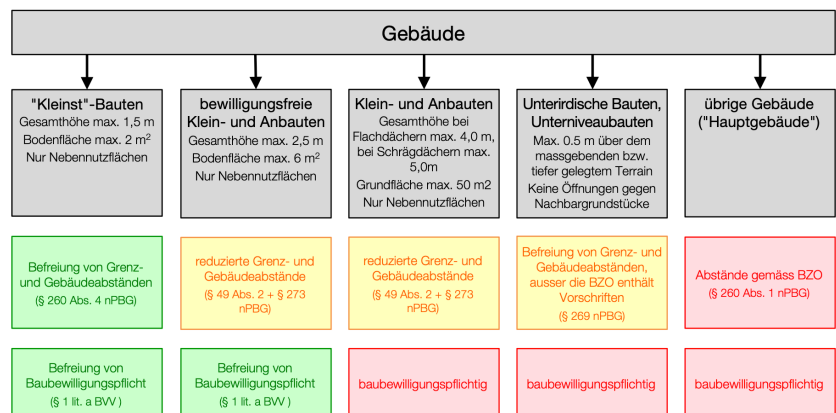 Gebäude
"Kleinst"-Bauten
Gesamthöhe max. 1,5 m
Bodenfläche max. 2 m²
Nur Nebennutzflächen
bewilligungsfreie
Klein- und Anbauten
Gesamthöhe max. 2,5 m
Bodenfläche max. 6 m²
Nur Nebennutzflächen
Klein- und Anbauten
Gesamthöhe bei
Flachdächern max. 4,0 m,
bei Schrägdächern max.
5,0m
Grundfläche max. 50 m2
Nur Nebennutzflächen
Unterirdische Bauten,
Unterniveaubauten
Max. 0.5 m über dem
massgebenden bzw.
tiefer gelegtem Terrain
Keine Öffnungen gegen
Nachbargrundstücke
übrige Gebäude
("Hauptgebäude")
Befreiung von Grenz-
und Gebäudeabständen
(§ 260 Abs. 4 nPBG)
reduzierte Grenz- und
Gebäudeabstände
(§ 49 Abs. 2 + § 273
nPBG)
reduzierte Grenz- und
Gebäudeabstände
(§ 49 Abs. 2 + § 273
nPBG)
Befreiung von Grenz- und
Gebäudeabständen,
ausser die BZO enthält
Vorschriften
(§ 269 nPBG)
Abstände gemäss BZO
(§ 260 Abs. 1 nPBG)
Befreiung von
Baubewilligungspflicht
(§ 1 lit. a BVV )
Befreiung von
Baubewilligungspflicht
(§ 1 lit. a BVV )
baubewilligungspflichtig
baubewilligungspflichtig
baubewilligungspflichtig